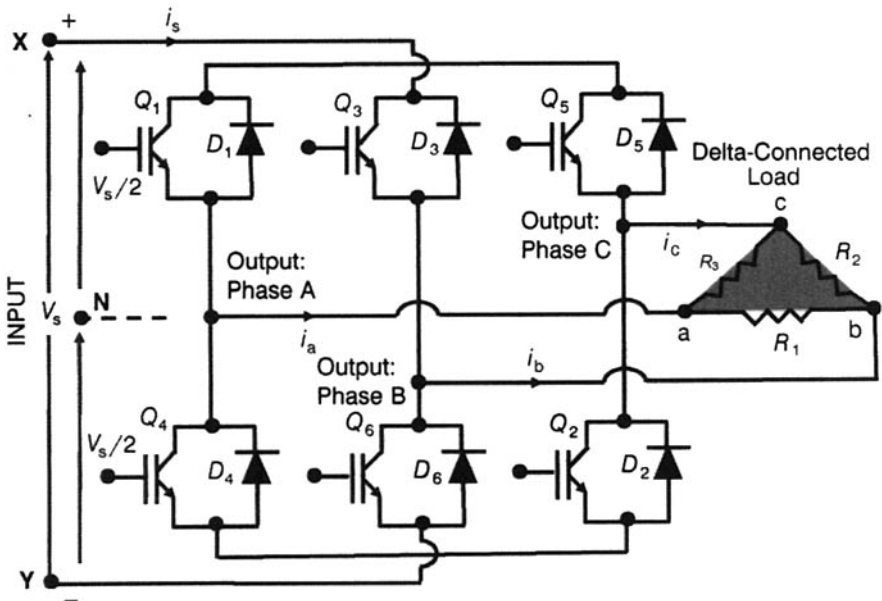 X
+
i_s
Q_1
Q_3
Q_5
D_1
D_3
D_5
V_s/2
Delta-Connected
Load
c
Output:
Phase C
i_c
R_3
R_2
Output:
Phase A
INPUT
V_s
N
i_a
a
b
R_1
Output:
Phase B
i_b
Q_4
Q_6
Q_2
V_s/2
D_4
D_6
D_2
Y
–